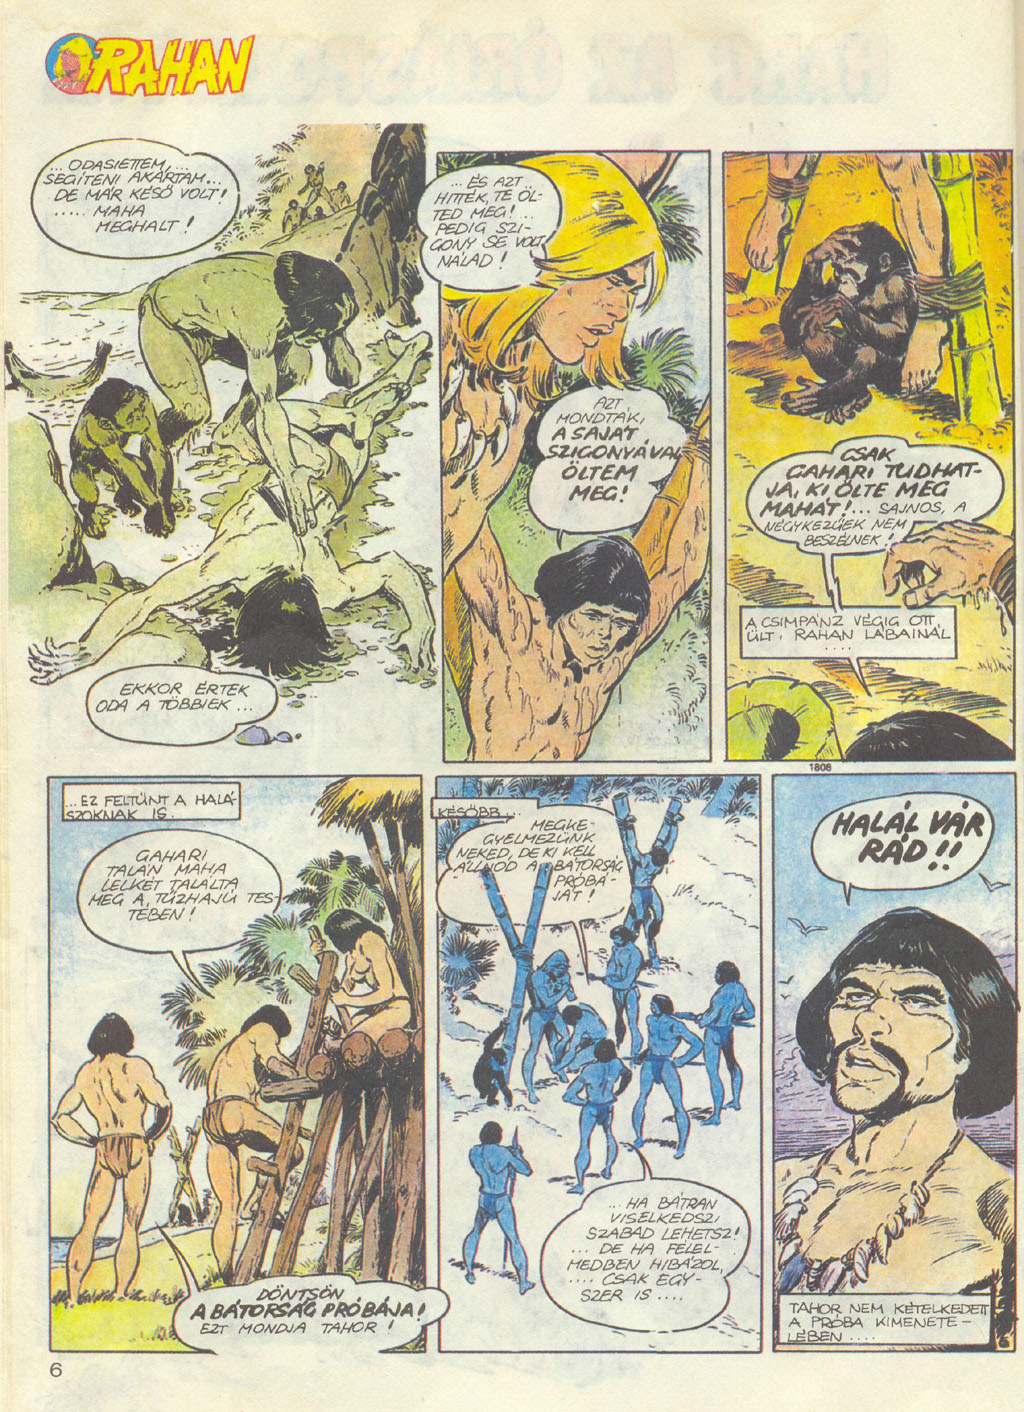 RAHAN
... ODASIETTEM,....
SEGÍTENI AKARTAM...
DE MÁR KÉSŐ VOLT!
..... MAHA
MEGHALT!
EKKOR ÉRTEK
ODA A TÖBBIEK...
... ÉS AZT
HITTÉK, TE ÖL-
TED MEG!...
PEDIG SZI-
GONY SE VOLT
NÁLAD!
AZT
MONDTÁK,
A SAJÁT
SZIGONYÁVAL
ÖLTEM
MEG!
CSAK
GAHARI TUDHAT-
JA, KI ÖLTE MEG
MAHÁT!... SAJNOS, A
NÉGYKEZŰEK NEM
BESZÉLNEK!
A CSIMPÁNZ VÉGIG OTT
ÜLT, RAHAN LÁBAINÁL
....
1808
... EZ FELTŰNT A HALÁ-
SZOKNAK IS.
GAHARI
TALÁN MAHA
LELKÉT TALÁLTA
MEG A TŰZHAJÚ TES-
TÉBEN!
DÖNTSÖN
A BÁTORSÁG PRÓBÁJA!
EZT MONDJA TAHOR!
KÉSŐBB...
MEGKE-
GYELMEZÜNK
NEKED, DE KI KELL
ÁLLNOD A BÁTORSÁG
PRÓBÁ-
JÁT!
... HA BÁTRAN
VISELKEDSZ,
SZABAD LEHETSZ!
... DE HA FÉLEL-
MEDBEN HIBÁZOL,
.... CSAK EGY-
SZER IS....
HALÁL VÁR
RÁD!!
TAHOR NEM KÉTELKEDETT
A PRÓBA KIMENETE-
LÉBEN....
6